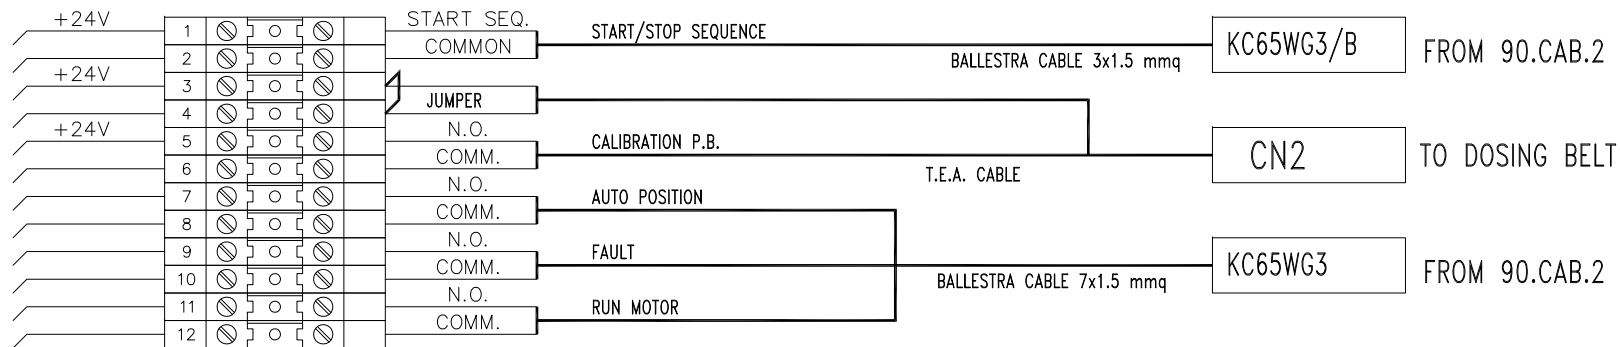 +24V 1 START SEQ. START/STOP SEQUENCE
2 COMMON BALLESTRA CABLE 3x1.5 mmq KC65WG3/B FROM 90.CAB.2
+24V 3
4 JUMPER
+24V 5 N.O. CALIBRATION P.B.
6 COMM. T.E.A. CABLE CN2 TO DOSING BELT
7 N.O. AUTO POSITION
8 COMM.
9 N.O. FAULT
10 COMM. BALLESTRA CABLE 7x1.5 mmq KC65WG3 FROM 90.CAB.2
11 N.O. RUN MOTOR
12 COMM.